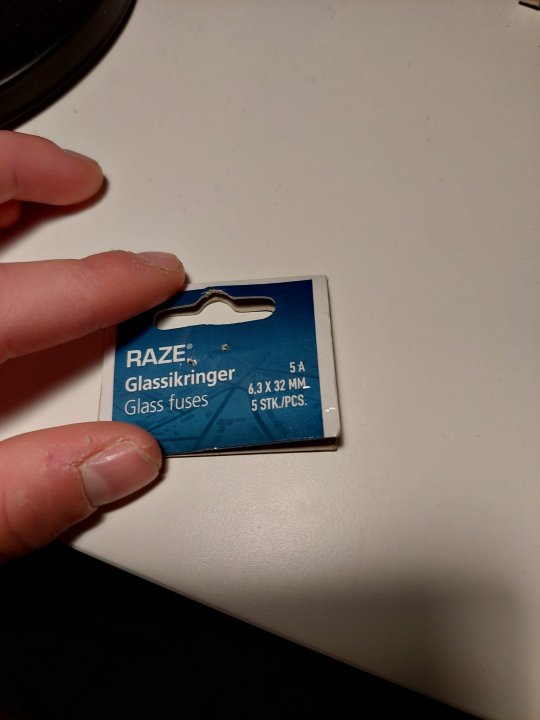 RAZE®
Glassikringer
Glass fuses
5 A
6,3 X 32 MM.
5 STK./PCS.